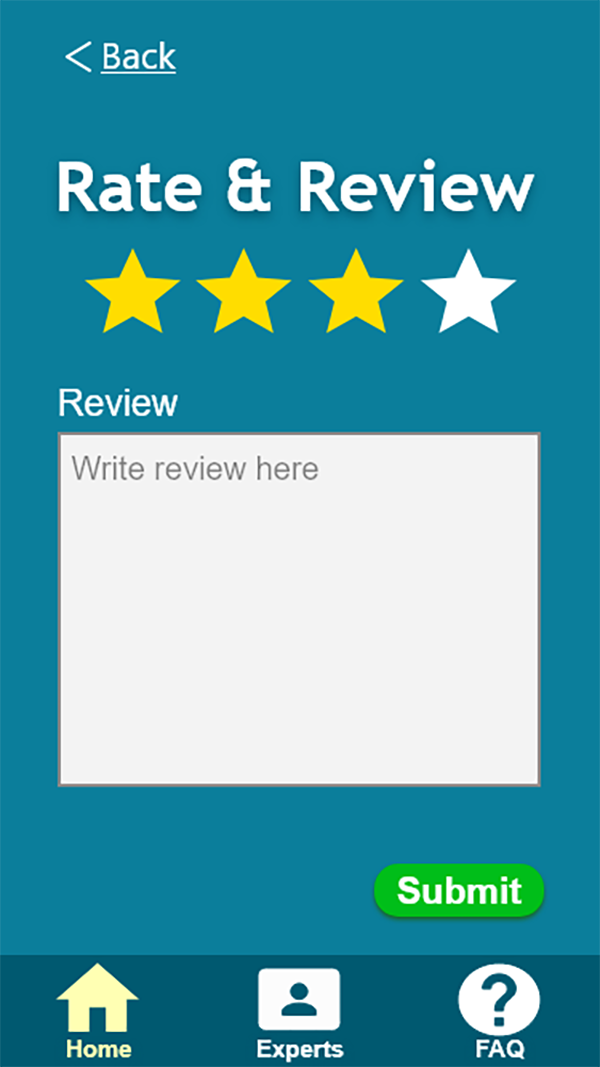 < Back
Rate & Review
Review
Write review here
Submit
Home Experts FAQ